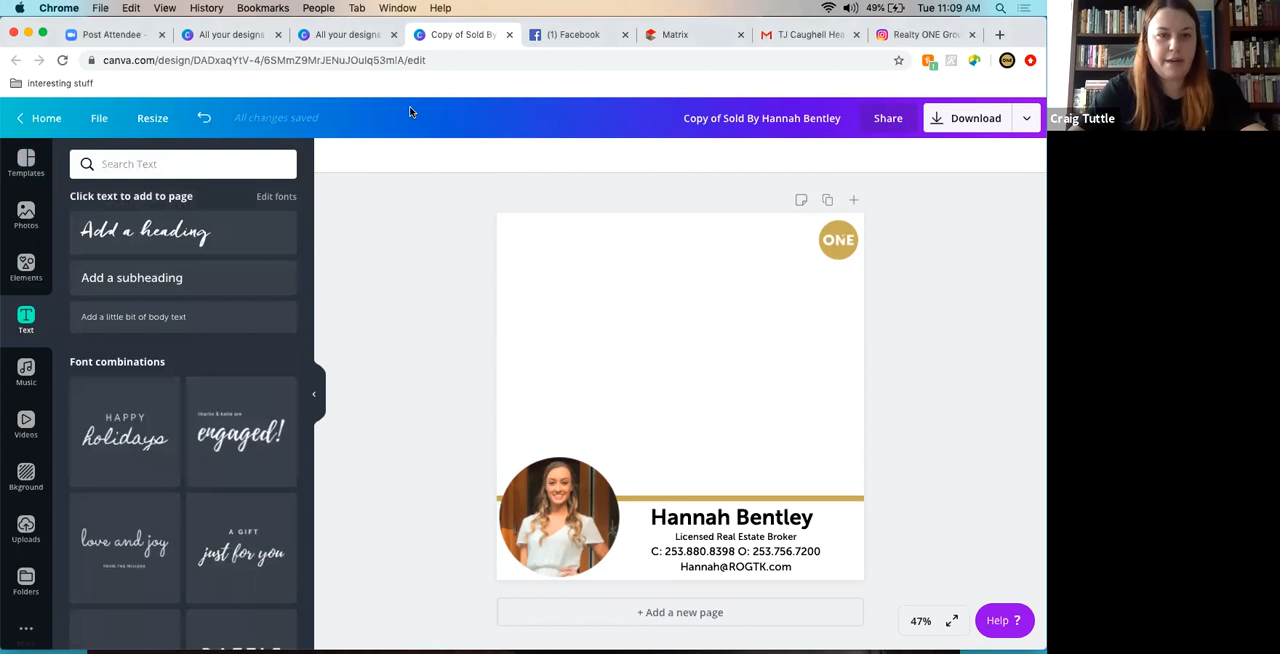 Chrome File Edit View History Bookmarks People Tab Window Help
49% Tue 11:09 AM
Post Attendee - All your designs All your designs Copy of Sold By (1) Facebook Matrix TJ Caughell Hea Realty ONE Grou
canva.com/design/DADxaqYtV-4/6SMmZ9MrJENuJOulq53mIA/edit
ONE
interesting stuff
Home File Resize All changes saved Copy of Sold By Hannah Bentley Share Download
Craig Tuttle
Templates
Photos
Elements
Text
Music
Videos
Bkground
Uploads
Folders
Search Text
Click text to add to page Edit fonts
Add a heading
Add a subheading
Add a little bit of body text
Font combinations
HAPPY
holidays
engaged!
love and joy
A GIFT
just for you
ONE
Hannah Bentley
Licensed Real Estate Broker
C: 253.880.8398 O: 253.756.7200
Hannah@ROGTK.com
+ Add a new page
47%
Help ?